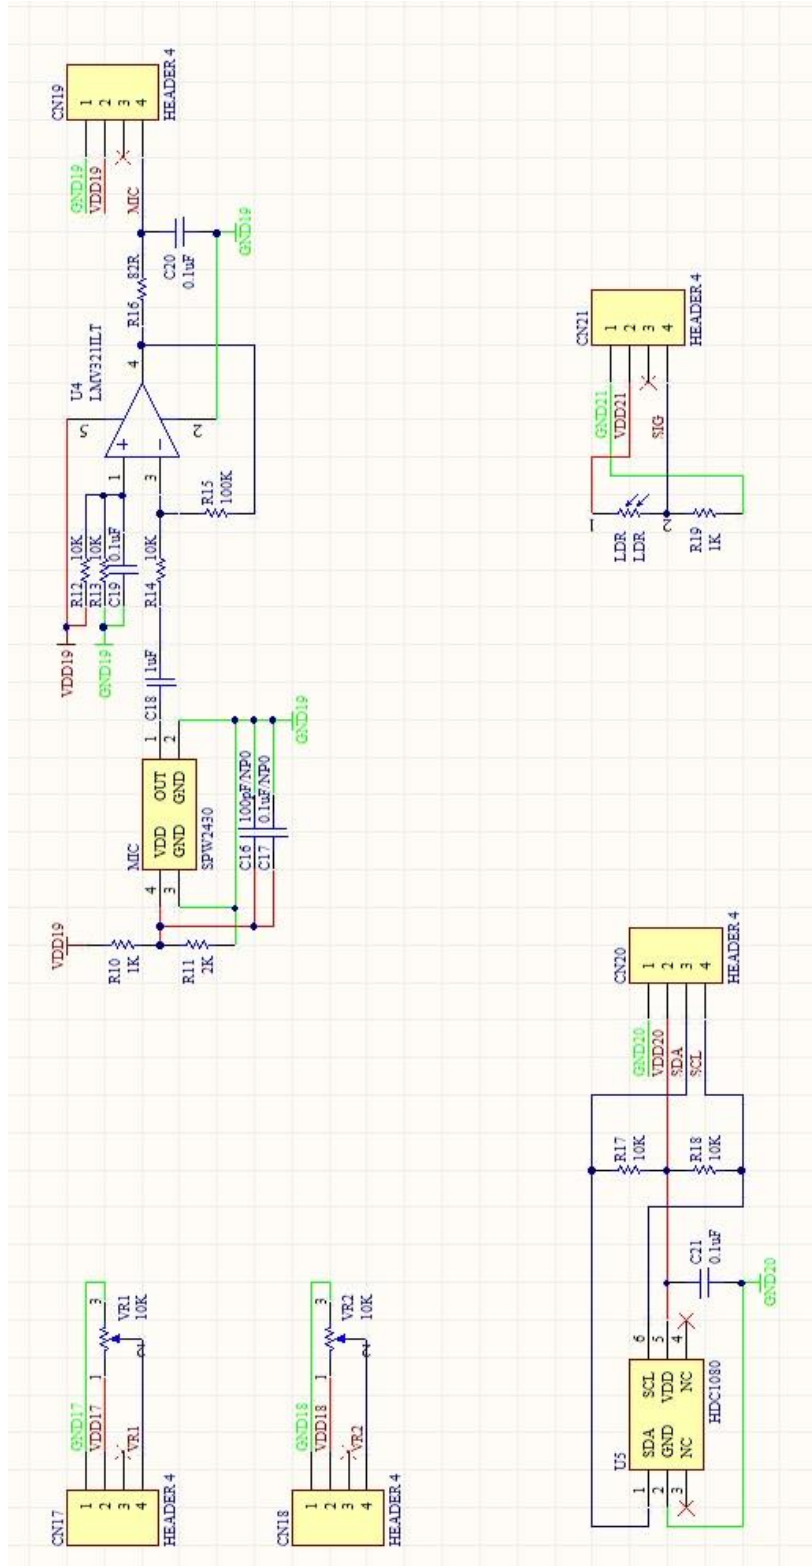 CN19
1
2
3
4
HEADER 4
GND19
VDD19
MIC
R16 82R
C20
0.1uF
GND19
U4
LMV321ILT
4
5
2
1
3
R15
100K
R12 10K
R13 10K
C19 0.1uF
R14 10K
VDD19
GND19
C18 1uF
MIC
4 VDD OUT 1
3 GND GND 2
SPW2430
C16 100pF/NP0
C17 0.1uF/NP0
GND19
VDD19
R10
1K
R11
2K
CN21
1
2
3
4
HEADER 4
GND21
VDD21
SIG
1
LDR
LDR
2
R19
1K
CN20
1
2
3
4
HEADER 4
GND20
VDD20
SDA
SCL
R17
10K
R18
10K
C21
0.1uF
GND20
U5
1 SDA SCL 6
2 GND VDD 5
3 NC NC 4
HDC1080
CN17
1
2
3
4
HEADER 4
GND17
VDD17
VR1
1
3
2
VR1
10K
CN18
1
2
3
4
HEADER 4
GND18
VDD18
VR2
1
3
2
VR2
10K